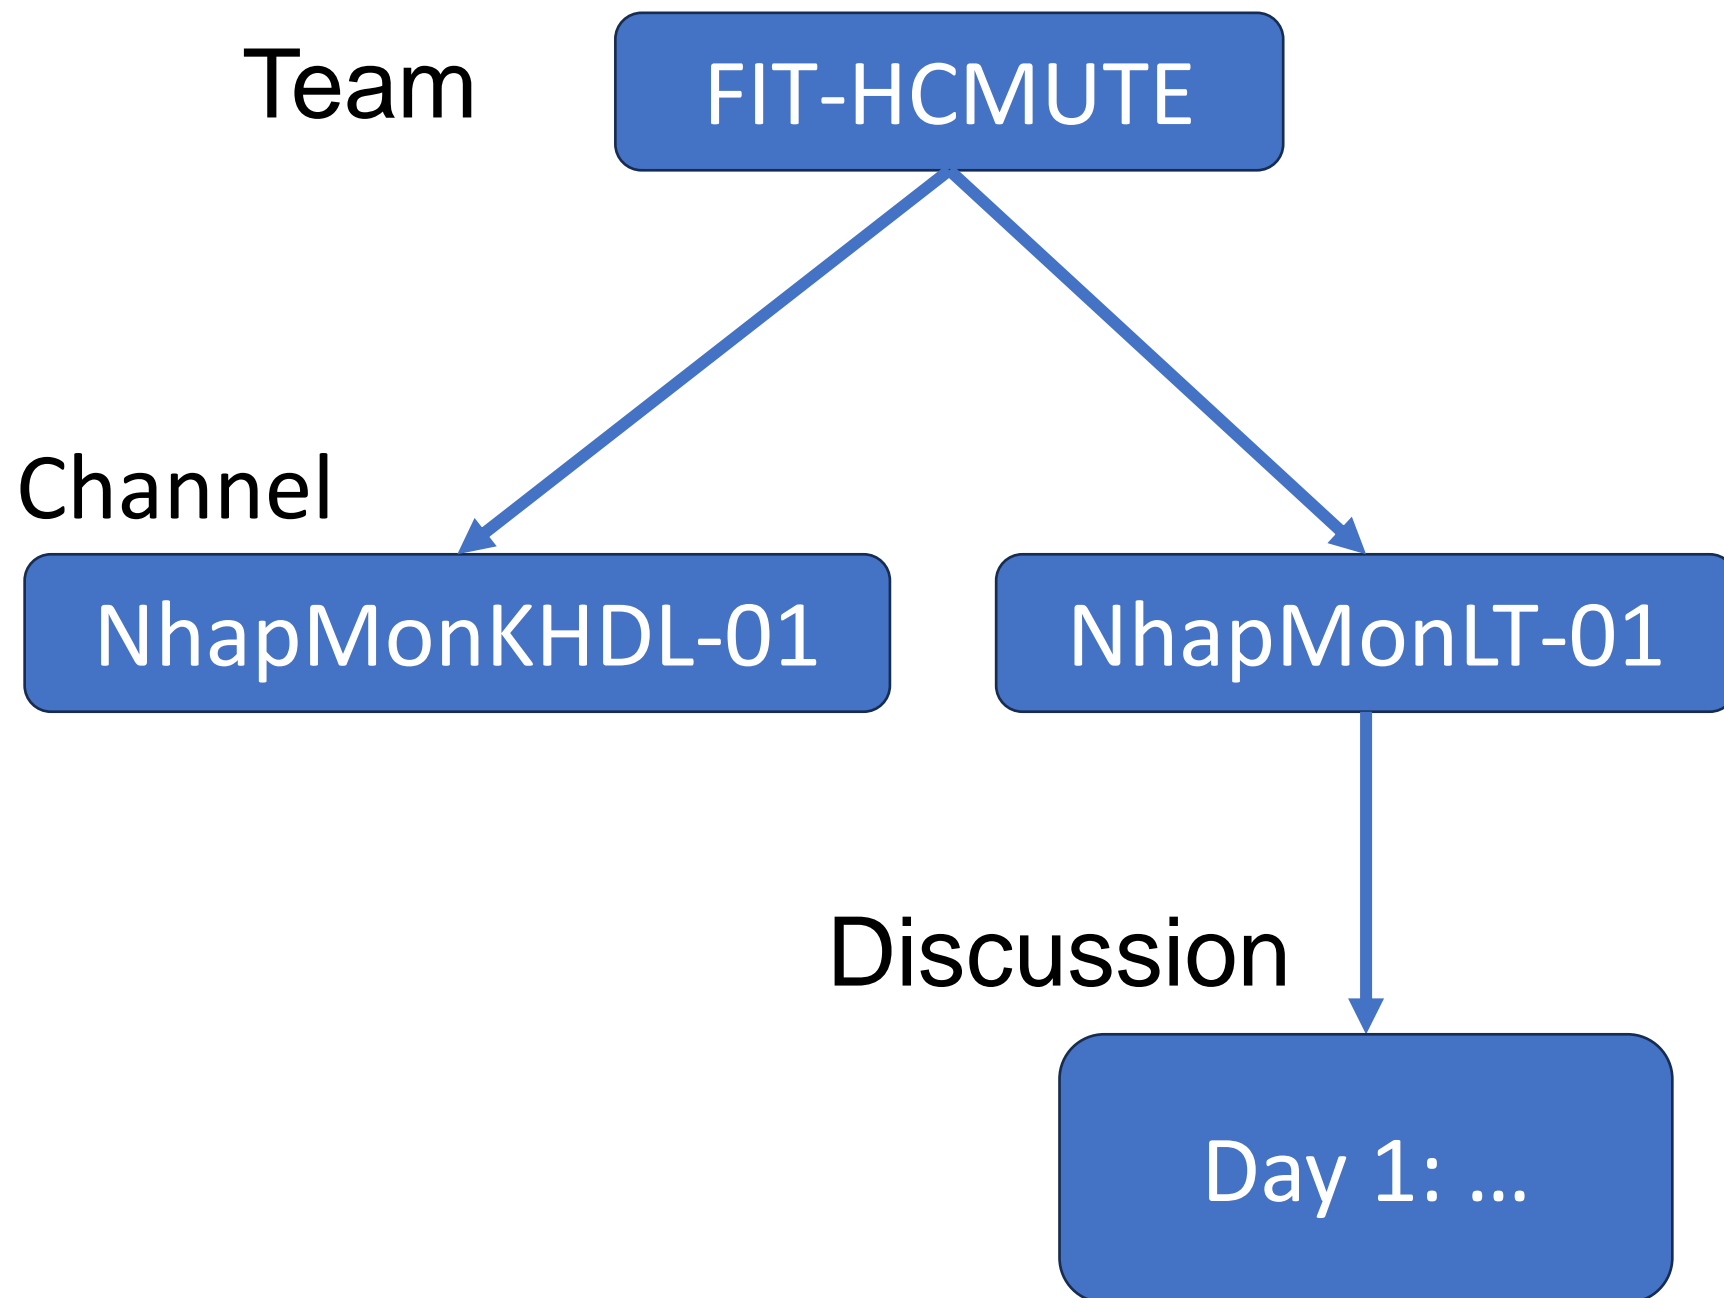 Team
FIT-HCMUTE
Channel
NhapMonKHDL-01
NhapMonLT-01
Discussion
Day 1: ...